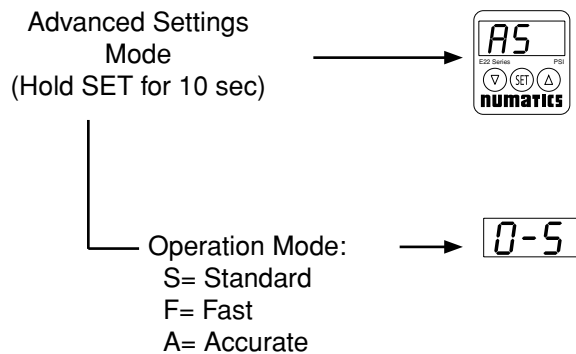 Advanced Settings
Mode
(Hold SET for 10 sec)
AS
E22 Series PSI
SET
numatics
Operation Mode:
O-S
S= Standard
F= Fast
A= Accurate